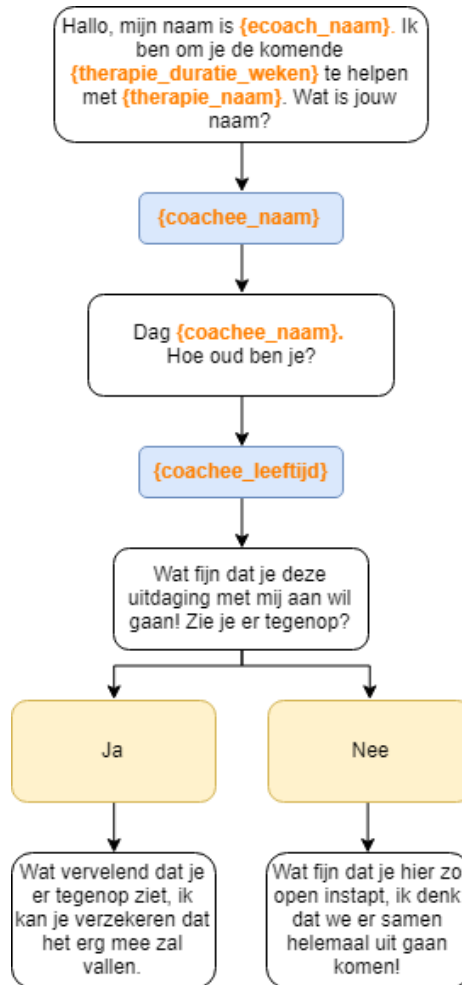 Hallo, mijn naam is {ecoach_naam}. Ik
ben om je de komende
{therapie_duratie_weken} te helpen
met {therapie_naam}. Wat is jouw
naam?
{coachee_naam}
Dag {coachee_naam}.
Hoe oud ben je?
{coachee_leeftijd}
Wat fijn dat je deze
uitdaging met mij aan wil
gaan! Zie je er tegenop?
Ja
Nee
Wat vervelend dat je
er tegenop ziet, ik
kan je verzekeren dat
het erg mee zal
vallen.
Wat fijn dat je hier zo
open instapt, ik denk
dat we er samen
helemaal uit gaan
komen!